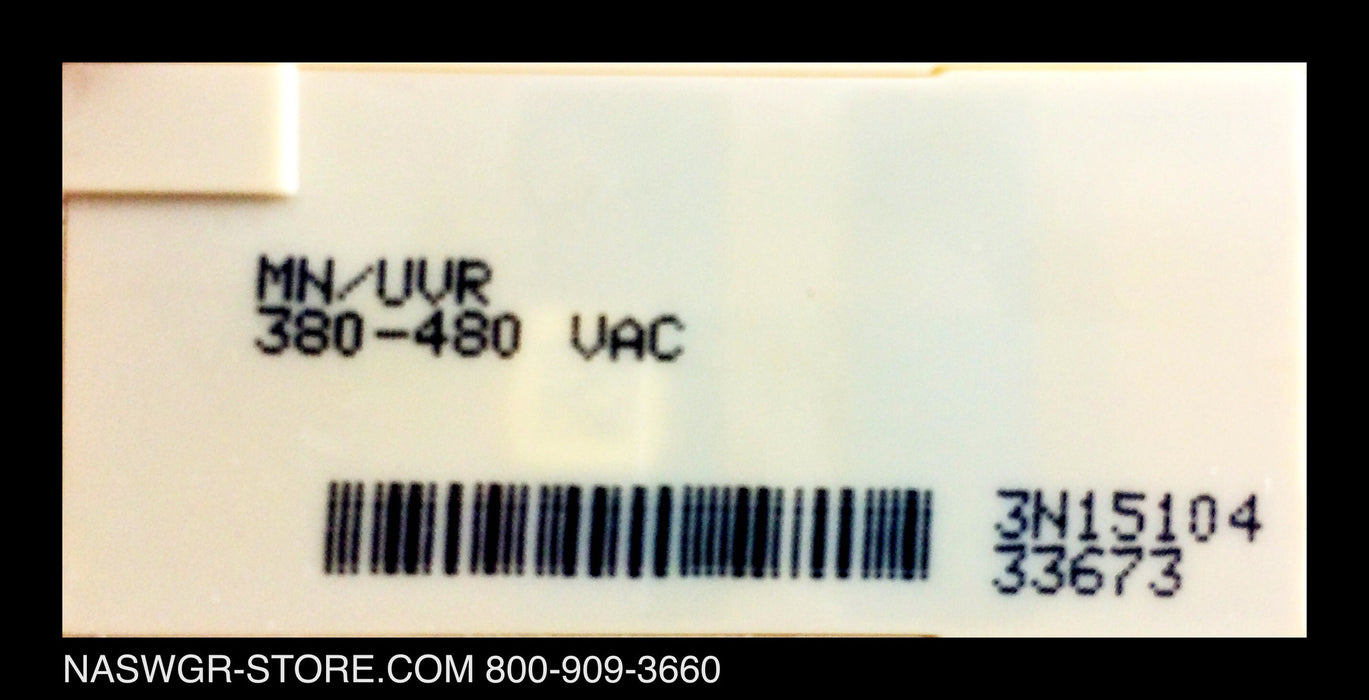 MN/UVR
380-480 VAC
3N15104
33673
NASWGR-STORE.COM 800-909-3660